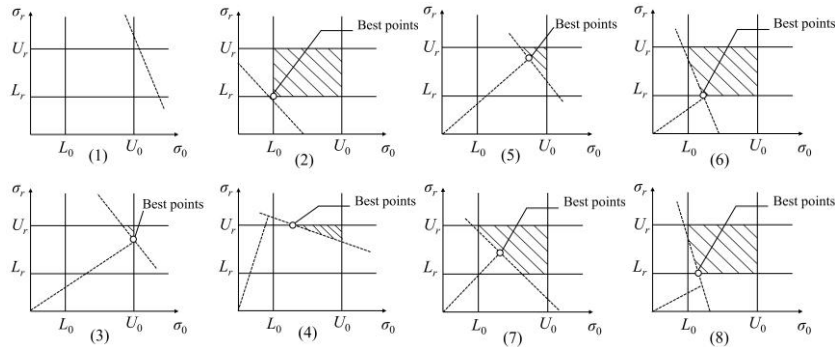 σr
Ur
Lr
L0
U0
σ0
(1)
σr
Best points
Ur
Lr
L0
U0
σ0
(2)
σr
Best points
Ur
Lr
L0
U0
σ0
(5)
σr
Best points
Ur
Lr
L0
U0
σ0
(6)
σr
Best points
Ur
Lr
L0
U0
σ0
(3)
σr
Best points
Ur
Lr
L0
U0
σ0
(4)
σr
Best points
Ur
Lr
L0
U0
σ0
(7)
σr
Best points
Ur
Lr
L0
U0
σ0
(8)